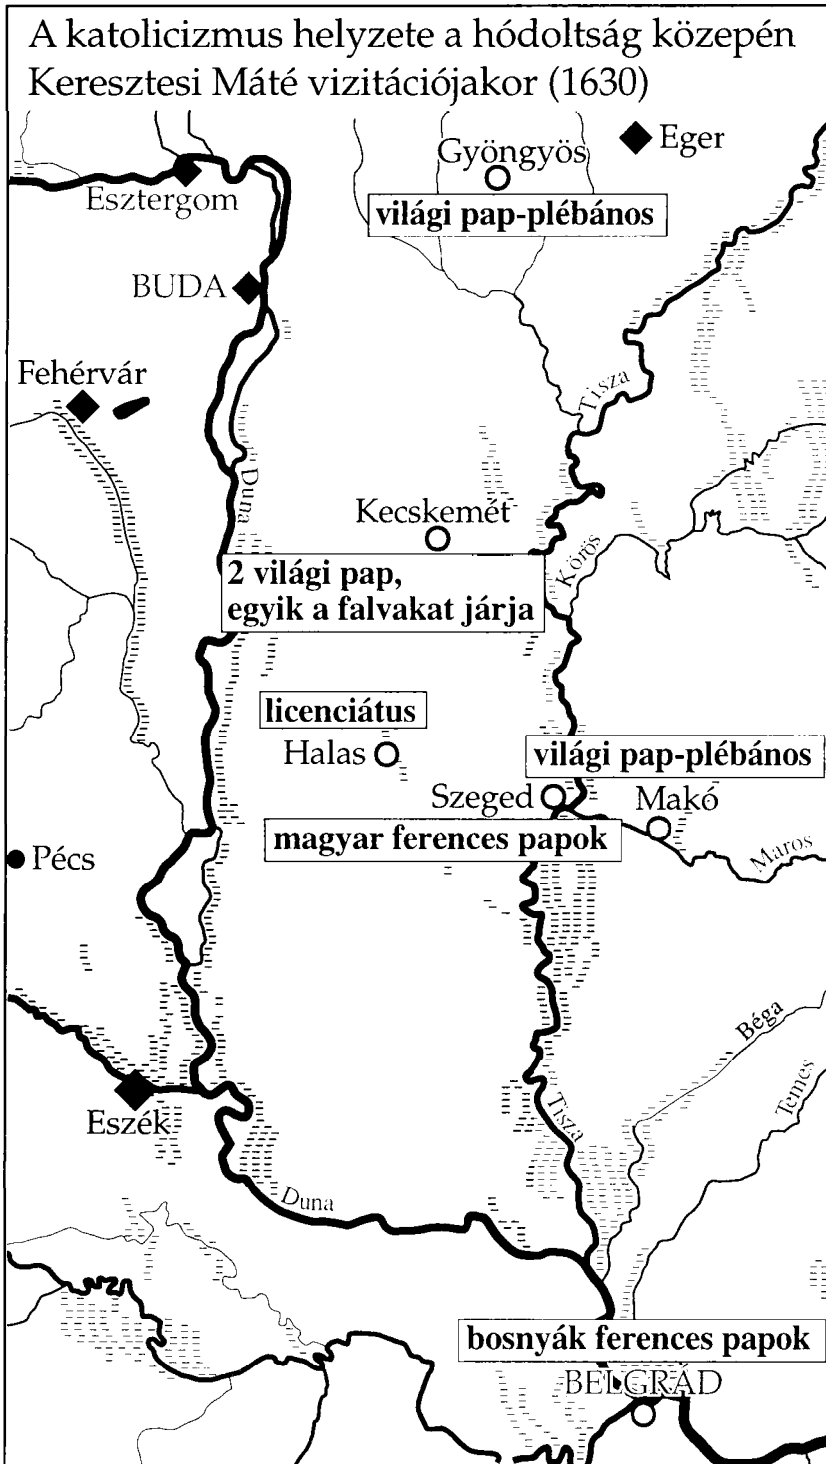 A katolicizmus helyzete a hódoltság közepén
Keresztesi Máté vizitációjakor (1630)
Eger
Gyöngyös
Esztergom
világi pap-plébános
BUDA
Fehérvár
Tisza
Duna
Kecskemét
Körös
2 világi pap,
egyik a falvakat járja
licenciátus
Halas
világi pap-plébános
Szeged
Makó
magyar ferences papok
Maros
Pécs
Béga
Temes
Eszék
Tisza
Duna
bosnyák ferences papok
BELGRÁD